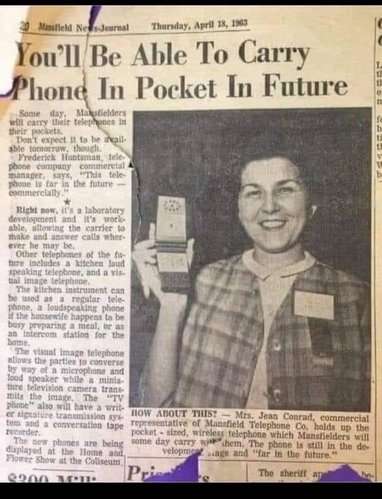 20 Mansfield News-Journal Thursday, April 18, 1963
You'll Be Able To Carry
Phone In Pocket In Future
Some day, Mansfielders
will carry their telephones in
their pockets.
Don't expect it to be avail-
able tomorrow, though.
Frederick Huntsman, tele-
phone company commercial
manager, says, "This tele-
phone is far in the future —
commercially."
Right now, it's a laboratory
development and it's work-
able, allowing the carrier to
make and answer calls wher-
ever he may be.
Other telephones of the fu-
ture includes a kitchen loud
speaking telephone, and a vis-
ual image telephone.
The kitchen instrument can
be used as a regular tele-
phone, a loudspeaking phone
if the housewife happens to be
busy preparing a meal, or as
an intercom station for the
home.
The visual image telephone
allows the parties to converse
by way of a microphone and
loud speaker while a minia-
ture television camera trans-
mits the image. The "TV
phone" also will have a writ-
er signature transmission sys-
tem and a conversation tape
recorder.
The new phones are being
displayed at the Home and
Flower Show at the Coliseum.
HOW ABOUT THIS? — Mrs. Jean Conrad, commercial
representative of Mansfield Telephone Co. holds up the
pocket - sized, wireless telephone which Mansfielders will
some day carry with them. The phone is still in the de-
velopment stage and "far in the future."
The sheriff